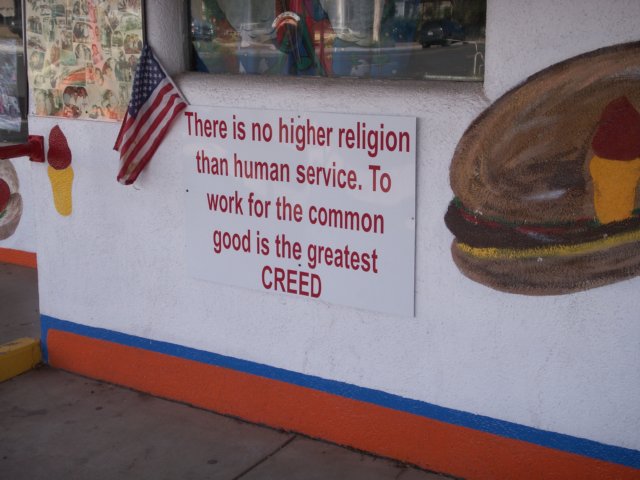 There is no higher religion
than human service. To
work for the common
good is the greatest
CREED